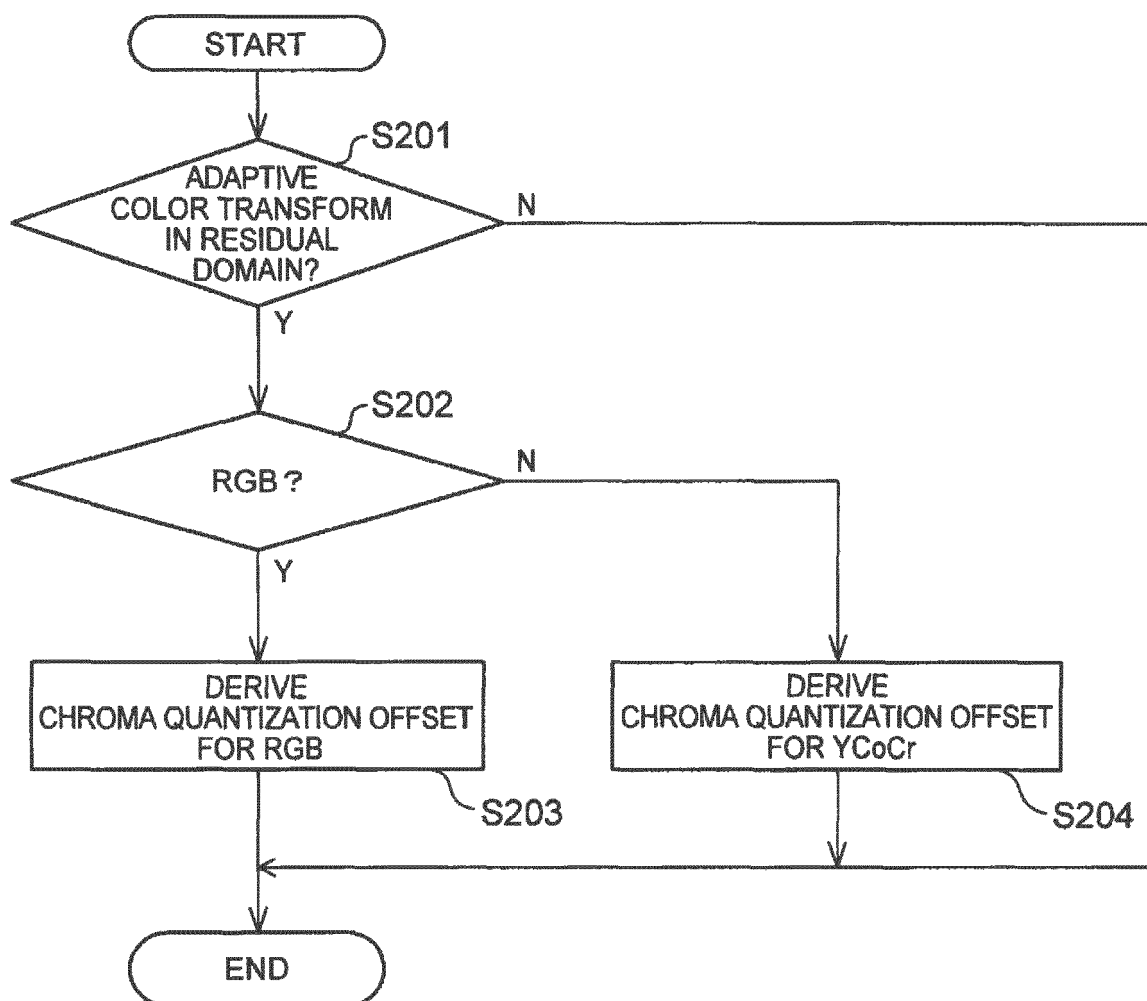 START
S201
ADAPTIVE
COLOR TRANSFORM
IN RESIDUAL
DOMAIN?
N
Y
S202
RGB?
N
Y
DERIVE
CHROMA QUANTIZATION OFFSET
FOR RGB
S203
DERIVE
CHROMA QUANTIZATION OFFSET
FOR YCoCr
S204
END